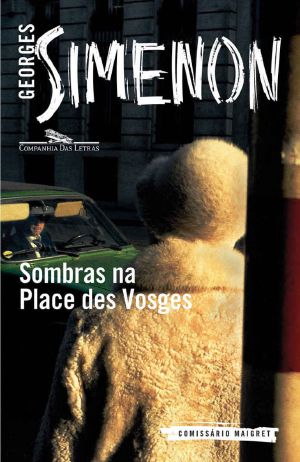 GEORGES
SIMENON
COMPANHIA DAS LETRAS
Sombras na
Place des Vosges
COMISSÁRIO MAIGRET